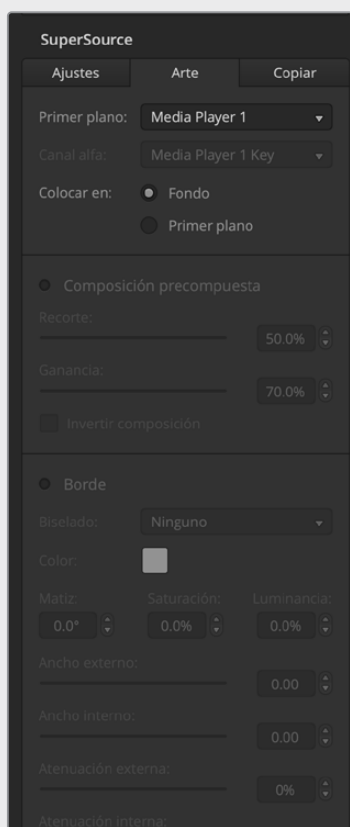 SuperSource
Ajustes Arte Copiar
Primer plano: Media Player 1
Canal alfa: Media Player 1 Key
Colocar en: Fondo
Primer plano
Composición precompuesta
Recorte:
50.0%
Ganancia:
70.0%
Invertir composición
Borde
Biselado: Ninguno
Color:
Matiz: Saturación: Luminancia:
0.0° 0.0% 0.0%
Ancho externo:
0.00
Ancho interno:
0.00
Atenuación externa:
0%
Atenuación interna: